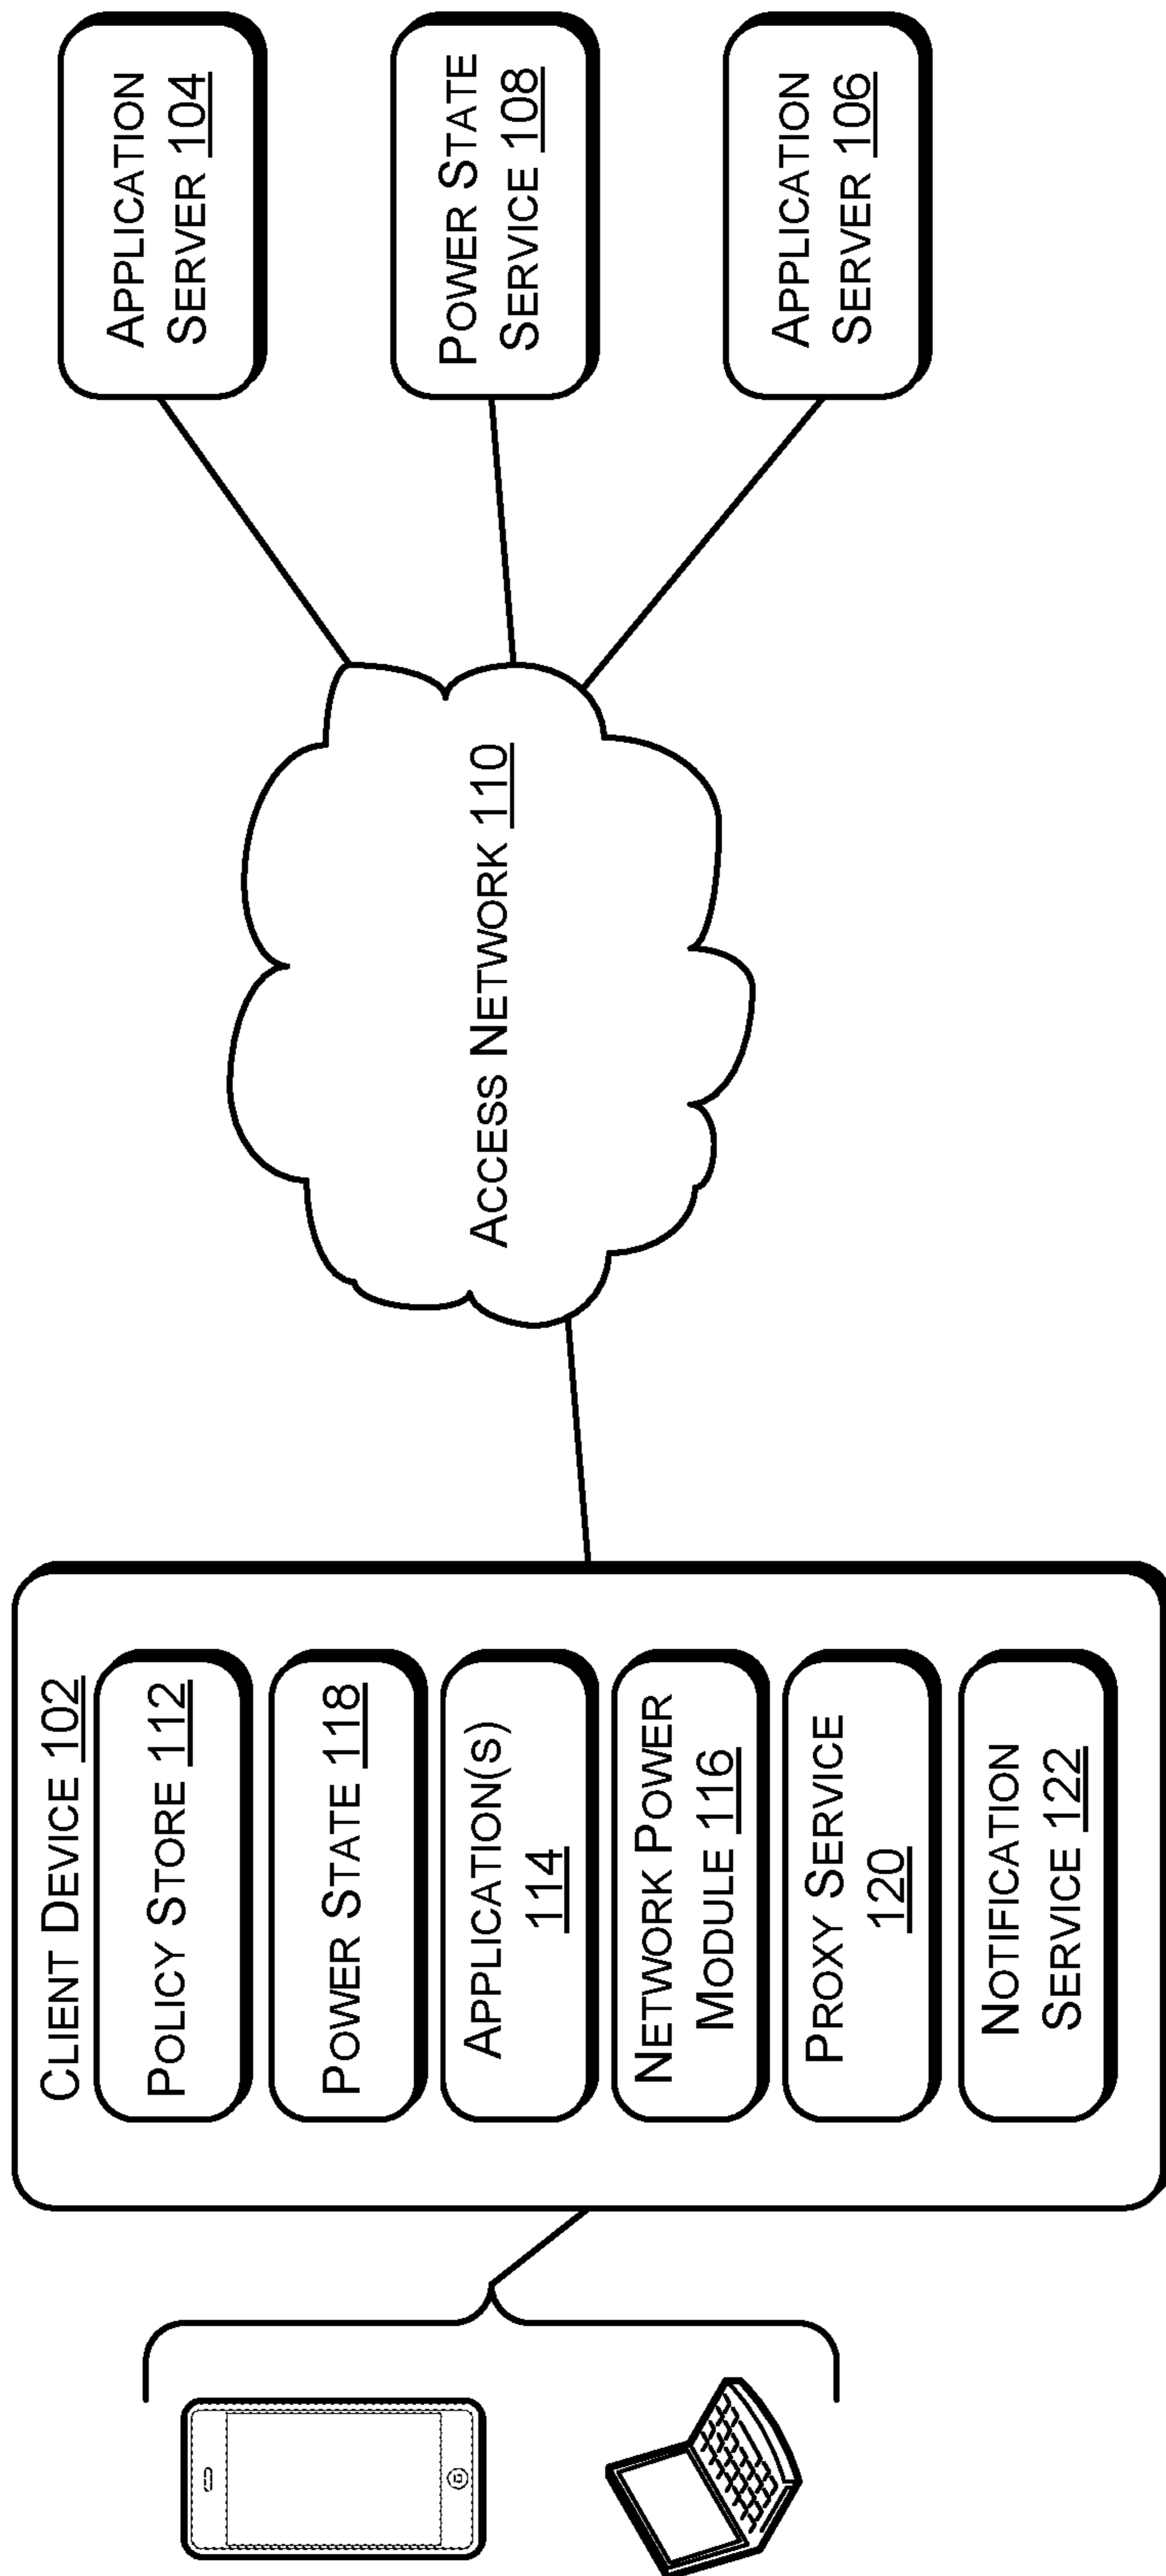 CLIENT DEVICE 102
POLICY STORE 112
POWER STATE 118
APPLICATION(S)
114
NETWORK POWER
MODULE 116
PROXY SERVICE
120
NOTIFICATION
SERVICE 122
ACCESS NETWORK 110
APPLICATION
SERVER 104
POWER STATE
SERVICE 108
APPLICATION
SERVER 106